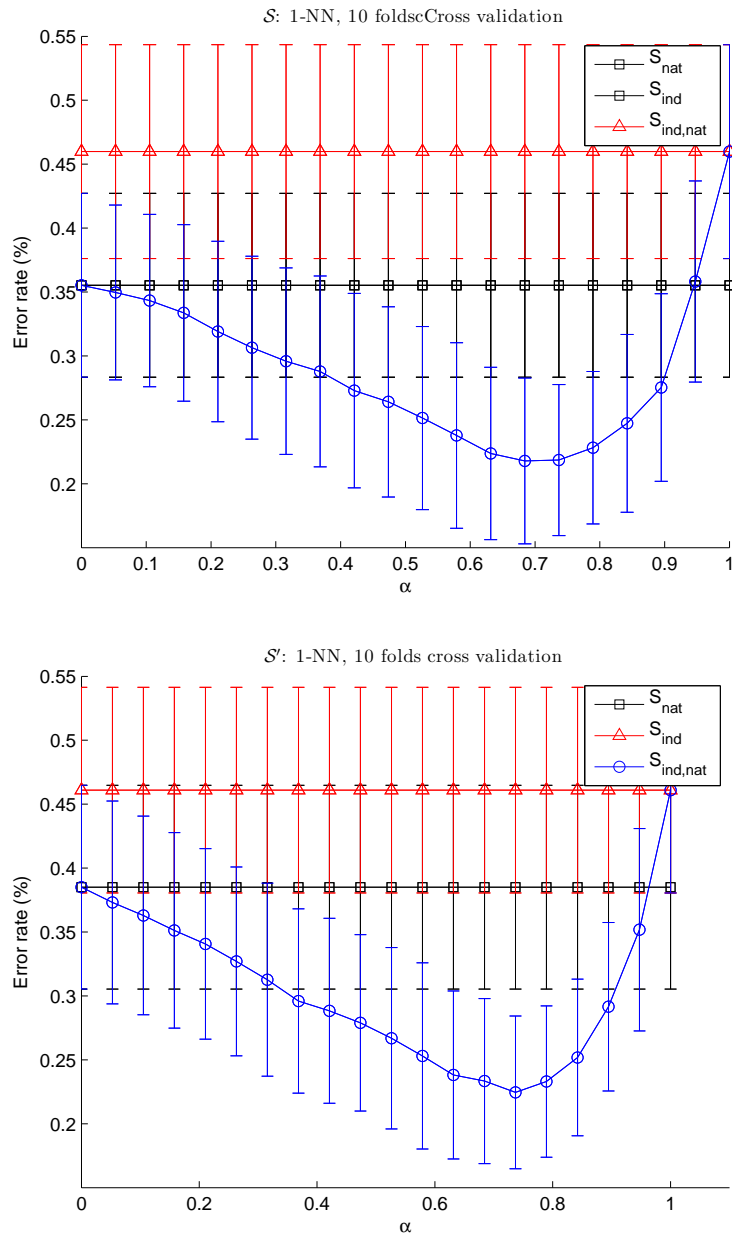 S: 1-NN, 10 foldscCross validation
0.55
0.5
0.45
0.4
0.35
0.3
0.25
0.2
Error rate (%)
S_nat
S_ind
S_ind,nat
0 0.1 0.2 0.3 0.4 0.5 0.6 0.7 0.8 0.9 1
α
S′: 1-NN, 10 folds cross validation
0.55
0.5
0.45
0.4
0.35
0.3
0.25
0.2
Error rate (%)
S_nat
S_ind
S_ind,nat
0 0.2 0.4 0.6 0.8 1
α